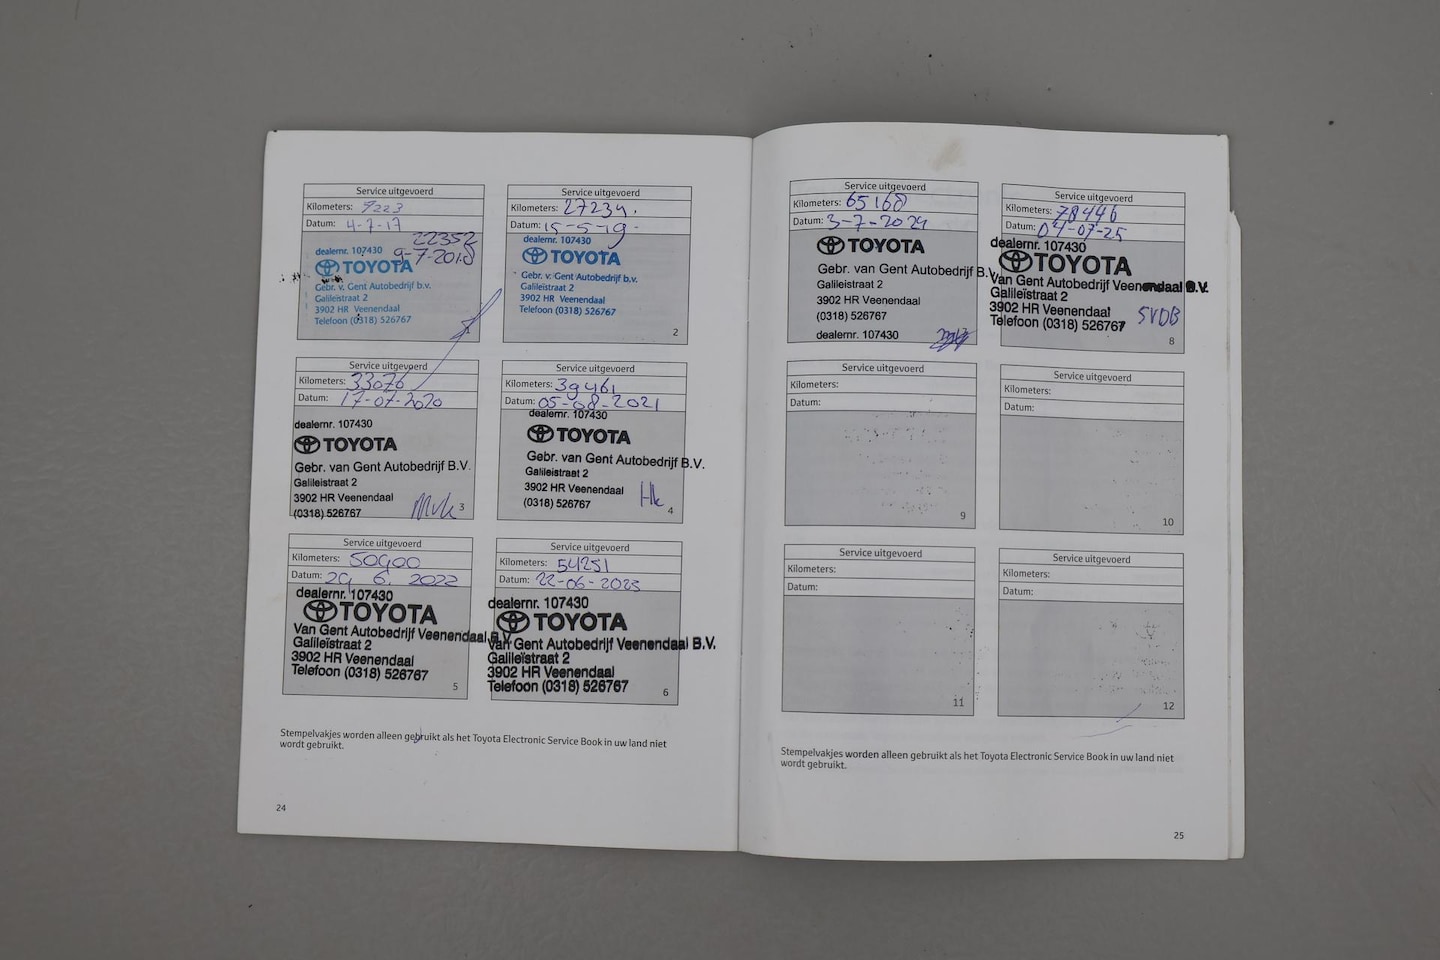 Service uitgevoerd
Kilometers: 9223
Datum: 4-7-17
22352
9-7-2018
dealernr. 107430
TOYOTA
Gebr. v. Gent Autobedrijf b.v.
Galileistraat 2
3902 HR Veenendaal
Telefoon (0318) 526767
1
Service uitgevoerd
Kilometers: 27234.
Datum: 15-5-19-
dealernr. 107430
TOYOTA
Gebr. v. Gent Autobedrijf b.v.
Galileistraat 2
3902 HR Veenendaal
Telefoon (0318) 526767
2
Service uitgevoerd
Kilometers: 33076
Datum: 17-07-2020
dealernr. 107430
TOYOTA
Gebr. van Gent Autobedrijf B.V.
Galileistraat 2
3902 HR Veenendaal
(0318) 526767
3
Service uitgevoerd
Kilometers: 39461
Datum: 05-08-2021
dealernr. 107430
TOYOTA
Gebr. van Gent Autobedrijf B.V.
Galileistraat 2
3902 HR Veenendaal
(0318) 526767
Hk
4
Service uitgevoerd
Kilometers: 50900
Datum: 29 6. 2022
dealernr. 107430
TOYOTA
Van Gent Autobedrijf Veenendaal B.V.
Galileïstraat 2
3902 HR Veenendaal
Telefoon (0318) 526767
5
Service uitgevoerd
Kilometers: 54251
Datum: 22-06-2023
dealernr. 107430
TOYOTA
Van Gent Autobedrijf Veenendaal B.V.
Galileïstraat 2
3902 HR Veenendaal
Telefoon (0318) 526767
6
Stempelvakjes worden alleen gebruikt als het Toyota Electronic Service Book in uw land niet
wordt gebruikt.
24
Service uitgevoerd
Kilometers: 65168
Datum: 3-7-2024
TOYOTA
Gebr. van Gent Autobedrijf B.V.
Galileistraat 2
3902 HR Veenendaal
(0318) 526767
dealernr. 107430
Service uitgevoerd
Kilometers: 78446
Datum: 04-07-25
dealernr. 107430
TOYOTA
Van Gent Autobedrijf Veenendaal B.V.
Galileïstraat 2
3902 HR Veenendaal
Telefoon (0318) 526767
SVDB
8
Service uitgevoerd
Kilometers:
Datum:
9
Service uitgevoerd
Kilometers:
Datum:
10
Service uitgevoerd
Kilometers:
Datum:
11
Service uitgevoerd
Kilometers:
Datum:
12
Stempelvakjes worden alleen gebruikt als het Toyota Electronic Service Book in uw land niet
wordt gebruikt.
25